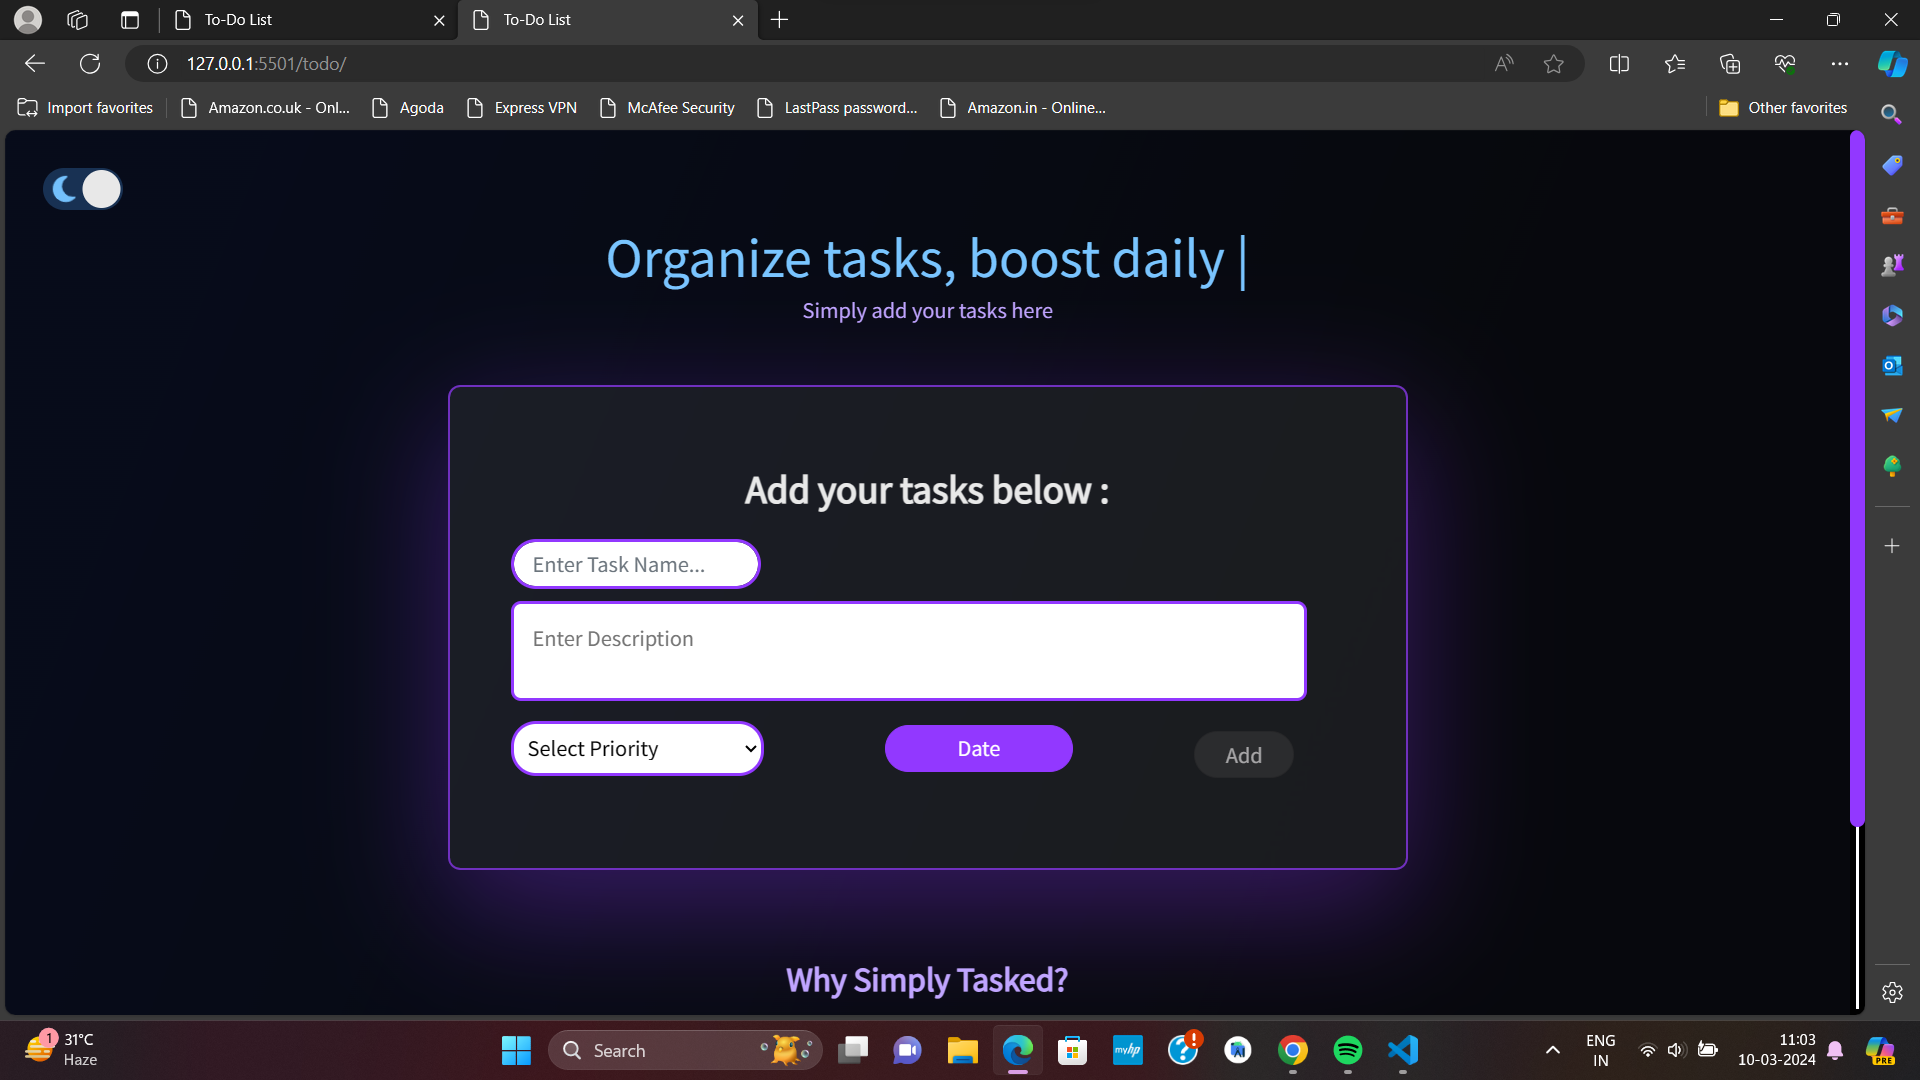 To-Do List
To-Do List
127.0.0.1:5501/todo/
Import favorites
Amazon.co.uk - Onl...
Agoda
Express VPN
McAfee Security
LastPass password...
Amazon.in - Online...
Other favorites
Organize tasks, boost daily |
Simply add your tasks here
Add your tasks below :
Enter Task Name...
Enter Description
Select Priority
Date
Add
Why Simply Tasked?
1
31°C
Haze
Search
myhp
ENG
IN
11:03
10-03-2024
PRE